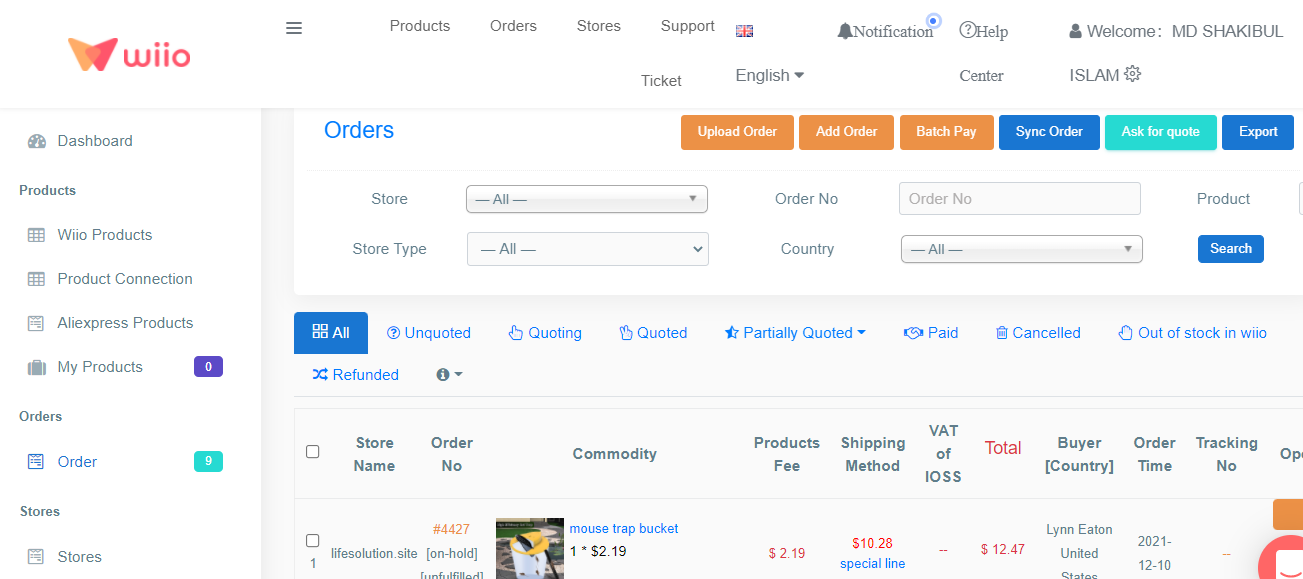 wiio
Products Orders Stores Support
Ticket
English
Notification
Help
Center
Welcome： MD SHAKIBUL
ISLAM
Dashboard
Products
Wiio Products
Product Connection
Aliexpress Products
My Products 0
Orders
Order 9
Stores
Stores
Orders
Upload Order Add Order Batch Pay Sync Order Ask for quote Export
Store — All — Order No Order No Product
Store Type — All — Country — All — Search
All Unquoted Quoting Quoted Partially Quoted Paid Cancelled Out of stock in wiio
Refunded
Store
Name
Order
No
Commodity
Products
Fee
Shipping
Method
VAT
of
IOSS
Total
Buyer
[Country]
Order
Time
Tracking
No
Ope
1
lifesolution.site
#4427
[on-hold]
[unfulfilled]
mouse trap bucket
1 * $2.19
$ 2.19
$10.28
special line
--
$ 12.47
Lynn Eaton
United
States
2021-
12-10
--